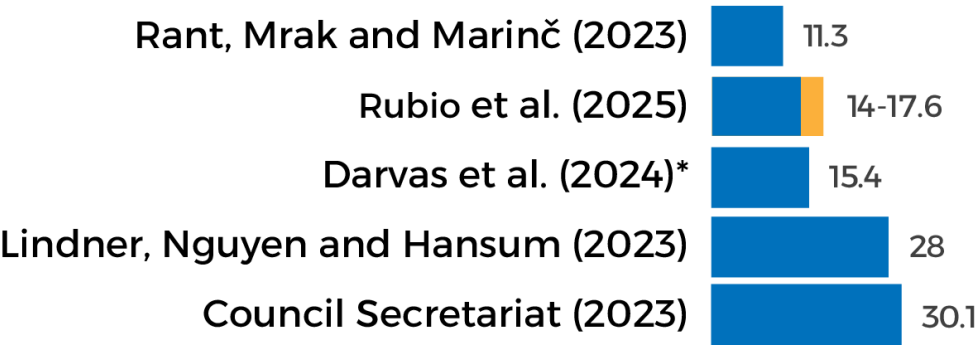 Rant, Mrak and Marinč (2023) 11.3
Rubio et al. (2025) 14-17.6
Darvas et al. (2024)* 15.4
Lindner, Nguyen and Hansum (2023) 28
Council Secretariat (2023) 30.1